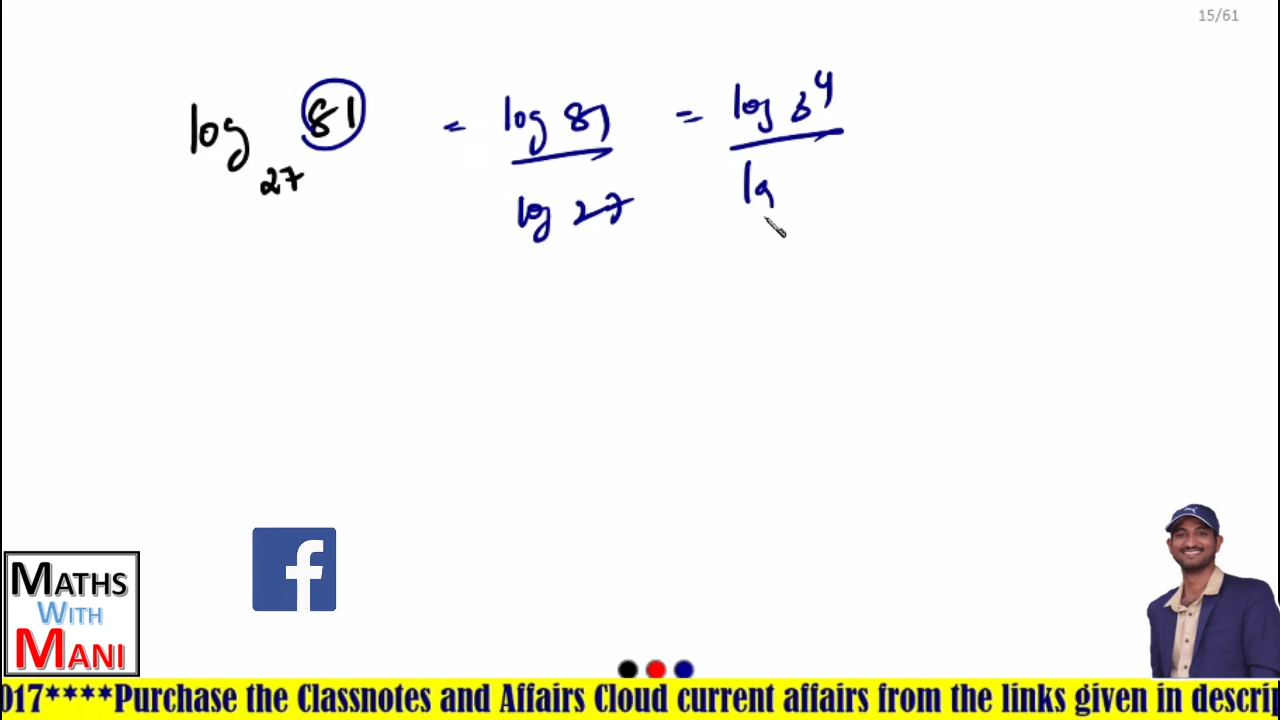 15/61
log₂₇ 81 = log 81 / log 27 = log 3⁴ / lo
MATHS
WITH
MANI
017****Purchase the Classnotes and Affairs Cloud current affairs from the links given in descrip